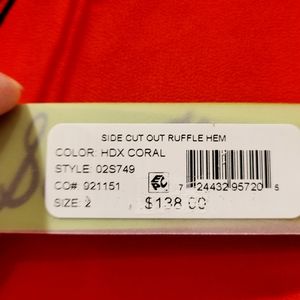 SIDE CUT OUT RUFFLE HEM
COLOR: HDX CORAL
STYLE: 02S749
CO#: 921151
7 24432 95720 5
SIZE: 2
$138.00